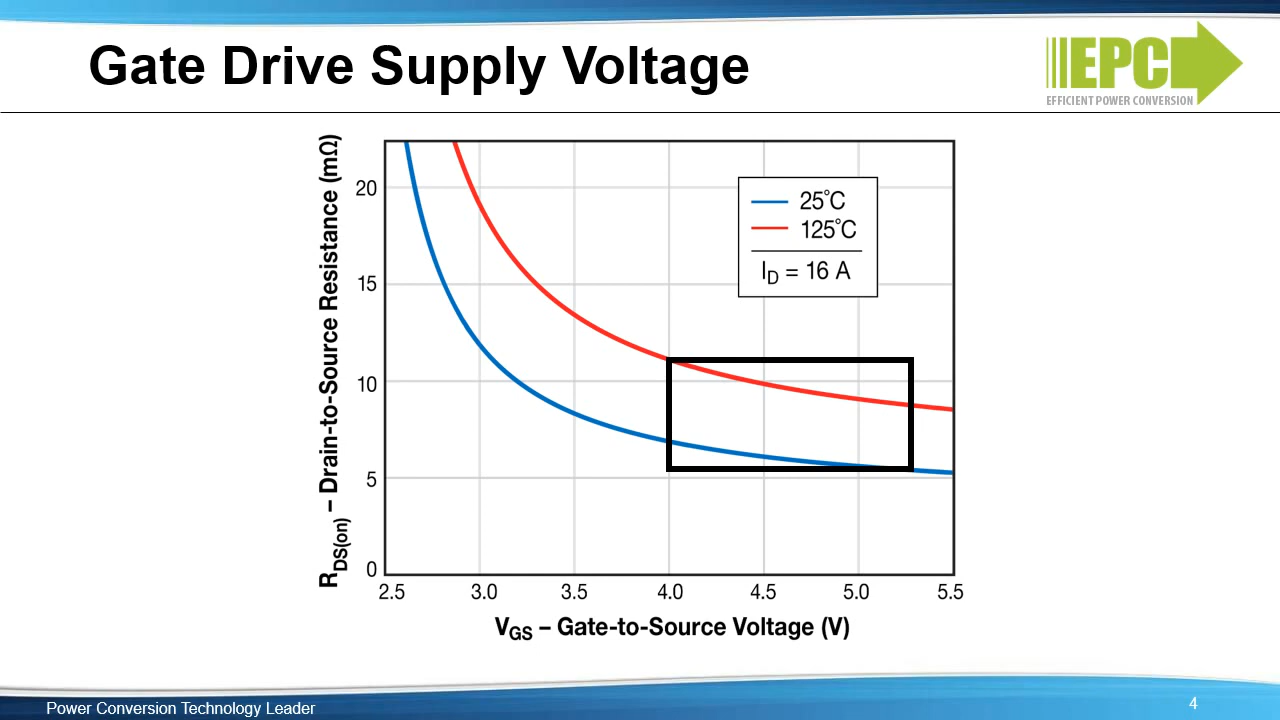 Gate Drive Supply Voltage
EPC
EFFICIENT POWER CONVERSION
R_DS(on) – Drain-to-Source Resistance (mΩ)
20
15
10
5
0
25˚C
125˚C
I_D = 16 A
2.5 3.0 3.5 4.0 4.5 5.0 5.5
V_GS – Gate-to-Source Voltage (V)
Power Conversion Technology Leader
4